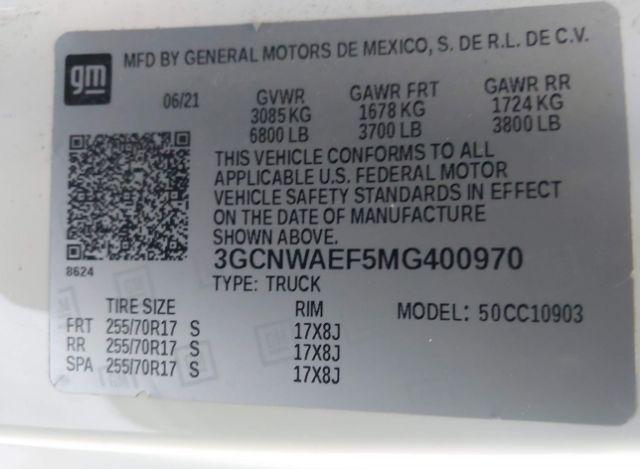 gm
MFD BY GENERAL MOTORS DE MEXICO, S. DE R.L. DE C.V.
06/21 GVWR GAWR FRT GAWR RR
3085 KG 1678 KG 1724 KG
6800 LB 3700 LB 3800 LB
THIS VEHICLE CONFORMS TO ALL
APPLICABLE U.S. FEDERAL MOTOR
VEHICLE SAFETY STANDARDS IN EFFECT
ON THE DATE OF MANUFACTURE
SHOWN ABOVE.
8624
3GCNWAEF5MG400970
TYPE: TRUCK
TIRE SIZE RIM MODEL: 50CC10903
FRT 255/70R17 S 17X8J
RR 255/70R17 S 17X8J
SPA 255/70R17 S 17X8J